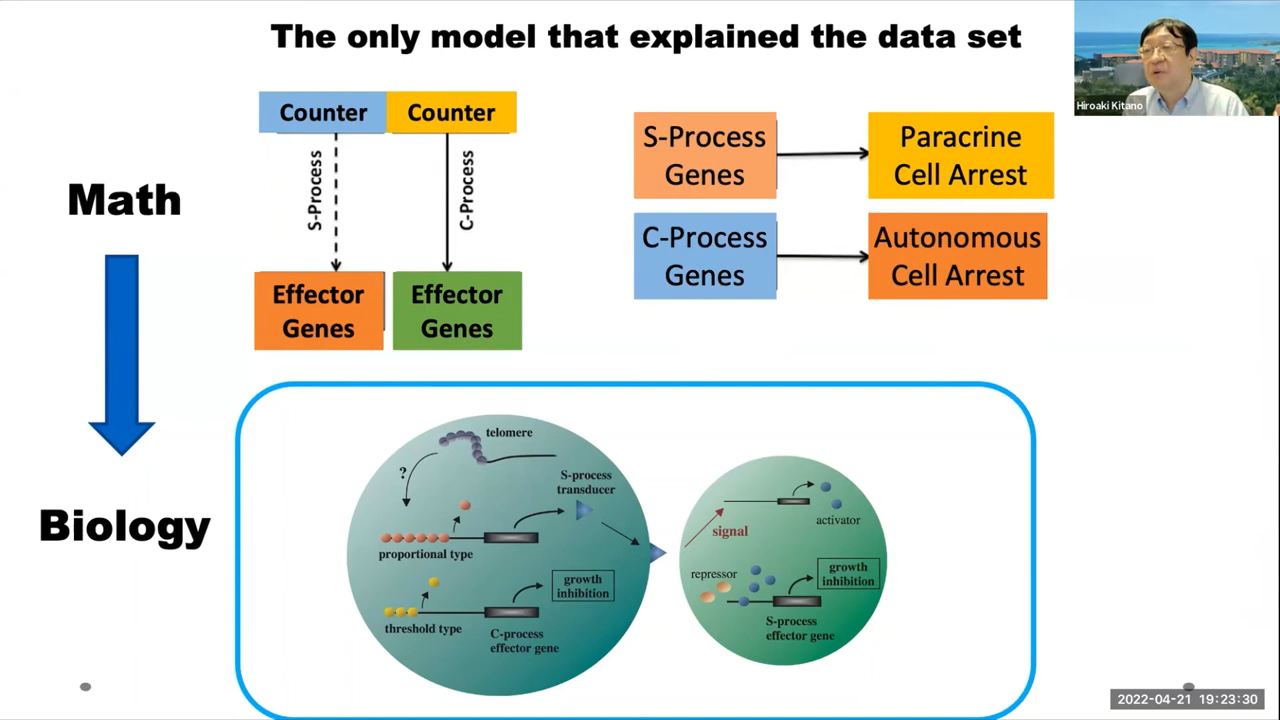 The only model that explained the data set
Hiroaki Kitano
Math
Counter
Counter
S-Process
C-Process
Effector
Genes
Effector
Genes
S-Process
Genes
Paracrine
Cell Arrest
C-Process
Genes
Autonomous
Cell Arrest
Biology
telomere
?
S-process
transducer
proportional type
growth
inhibition
threshold type
C-process
effector gene
signal
activator
repressor
growth
inhibition
S-process
effector gene
2022-04-21 19:23:30